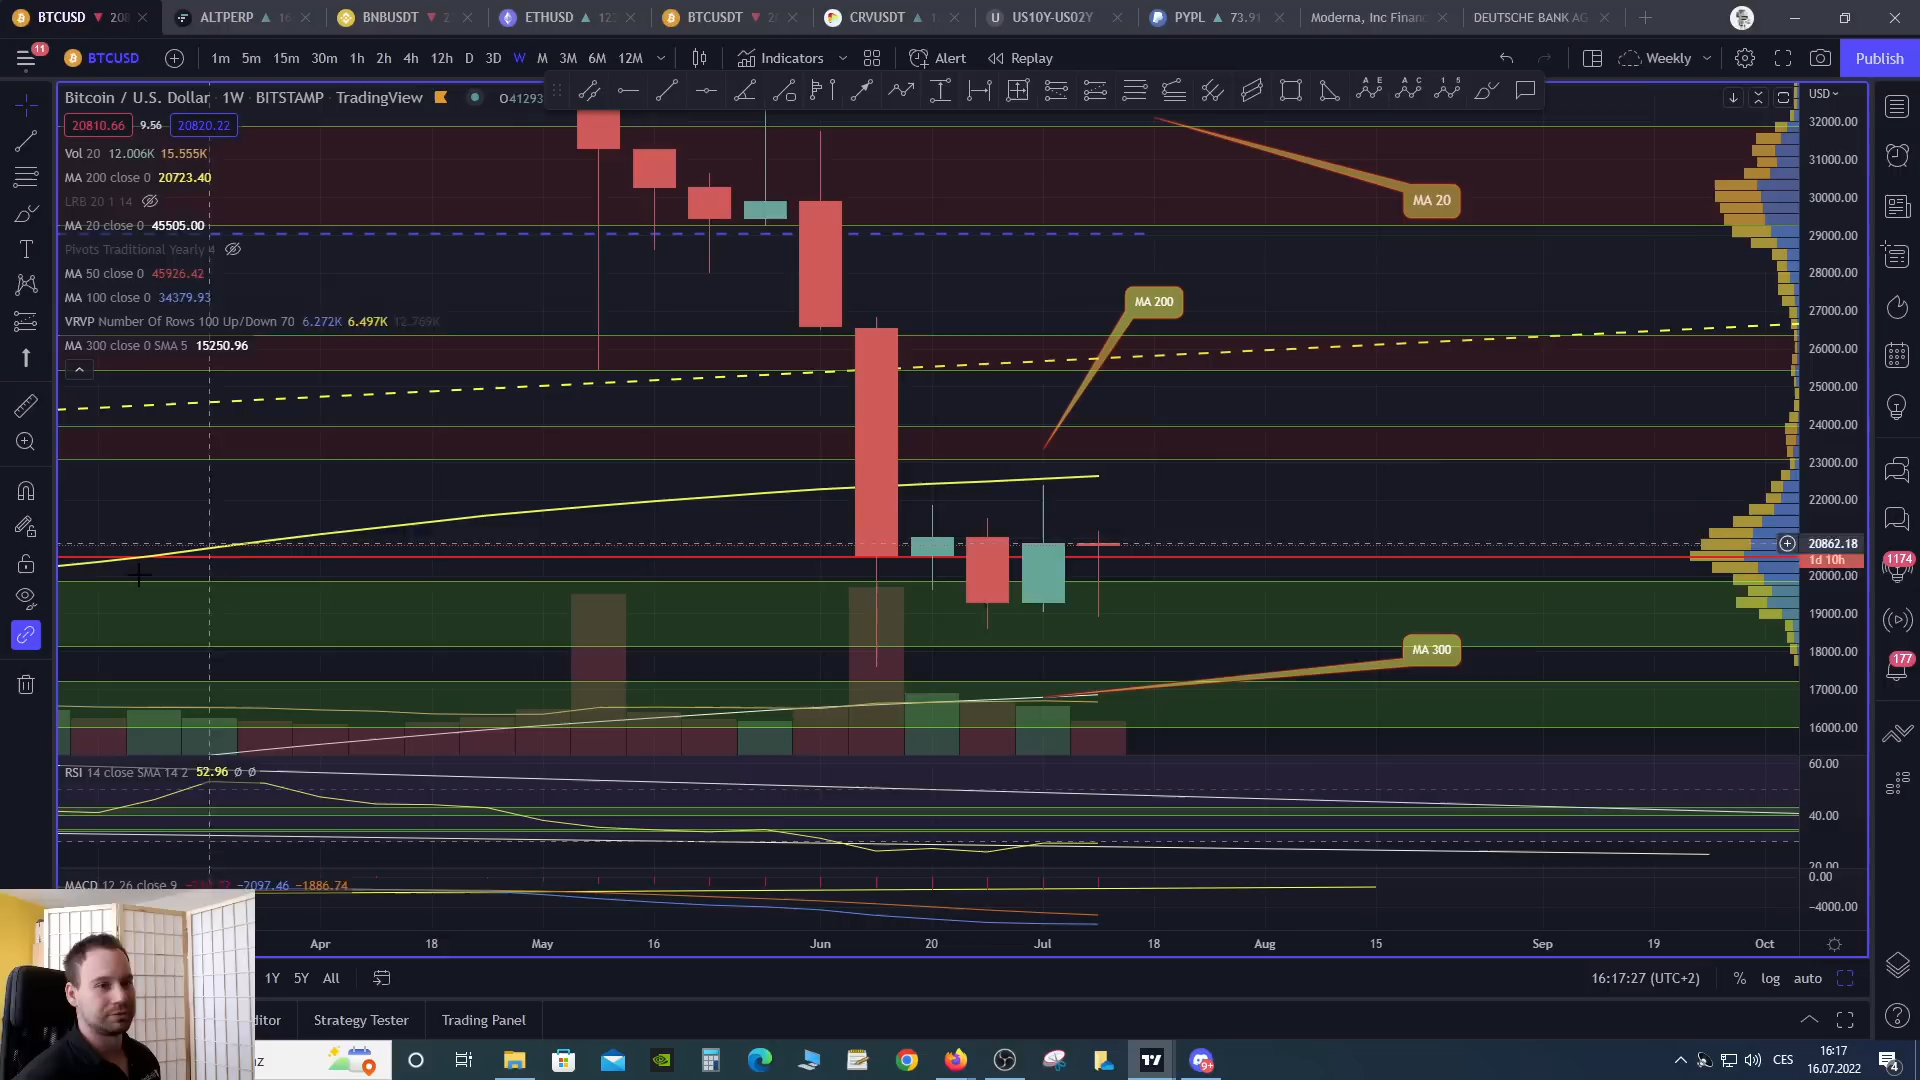 BTCUSD ▼ 208
ALTPERP ▲ 16
BNBUSDT ▼ 2
ETHUSD ▲ 123
BTCUSDT ▼ 2
CRVUSDT ▲ 1
US10Y-US02Y
PYPL ▲ 73.91
Moderna, Inc Finan
DEUTSCHE BANK AG
11
BTCUSD
1m 5m 15m 30m 1h 2h 4h 12h D 3D W M 3M 6M 12M
Indicators
Alert
Replay
Weekly
Publish
Bitcoin / U.S. Dollar · 1W · BITSTAMP · TradingView
O41293
USD
20810.66 9.56 20820.22
Vol 20 12.006K 15.555K
MA 200 close 0 20723.40
LRB 20 1 14
MA 20 close 0 45505.00
Pivots Traditional Yearly 4
MA 50 close 0 45926.42
MA 100 close 0 34379.93
VRVP Number Of Rows 100 Up/Down 70 6.272K 6.497K 12.769K
MA 300 close 0 SMA 5 15250.96
MA 20
MA 200
MA 300
32000.00
31000.00
30000.00
29000.00
28000.00
27000.00
26000.00
25000.00
24000.00
23000.00
22000.00
20862.18
1d 10h
20000.00
19000.00
18000.00
17000.00
16000.00
1174
177
RSI 14 close SMA 14 2 52.96 Ø Ø
60.00
40.00
20.00
MACD 12 26 close 9 −2097.46 −1886.74
0.00
−4000.00
Apr 18 May 16 Jun 20 Jul 18 Aug 15 Sep 19 Oct
1Y 5Y All
16:17:27 (UTC+2)
% log auto
ditor
Strategy Tester
Trading Panel
az
9+
CES
16:17
16.07.2022
4